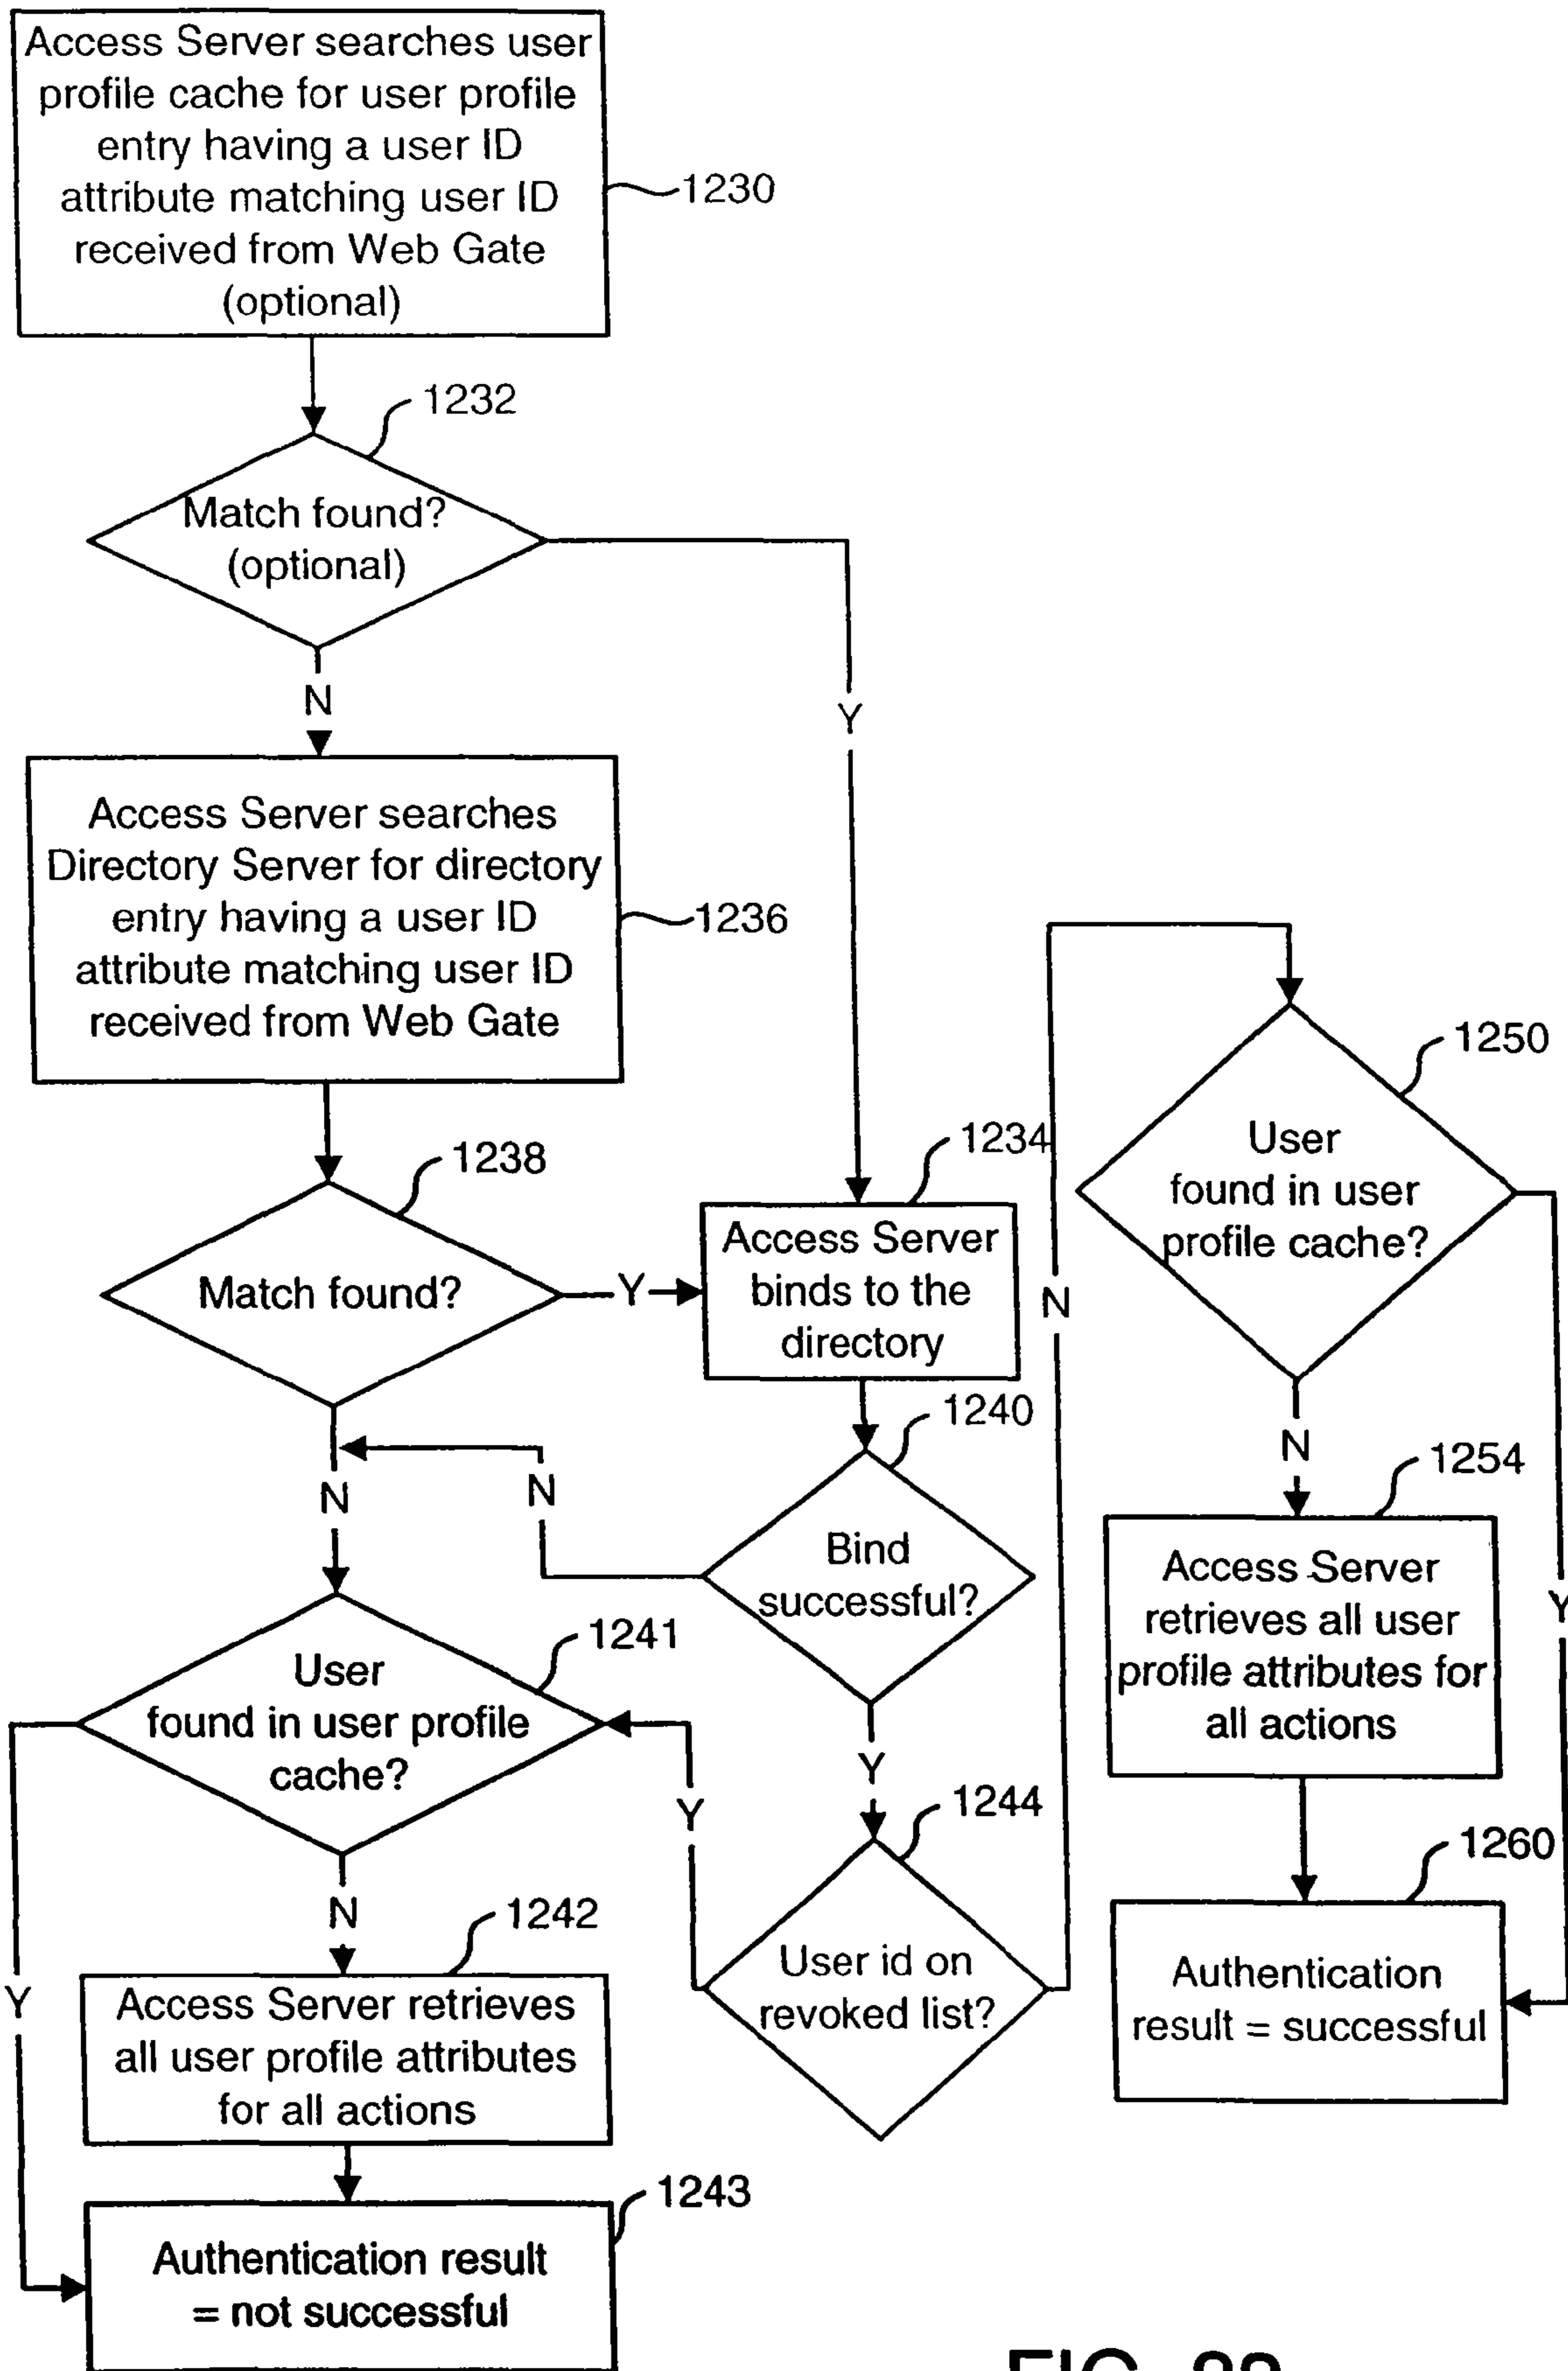 Access Server searches user
profile cache for user profile
entry having a user ID
attribute matching user ID
received from Web Gate
(optional)
1230
1232
Match found?
(optional)
N
Y
Access Server searches
Directory Server for directory
entry having a user ID
attribute matching user ID
received from Web Gate
1236
1238
Match found?
Y
1234
Access Server
binds to the
directory
N
N
1240
Bind
successful?
Y
1241
User
found in user profile
cache?
Y
N
1242
Access Server retrieves
all user profile attributes
for all actions
1243
Authentication result
= not successful
Y
1244
User id on
revoked list?
N
1250
User
found in user
profile cache?
N
Y
1254
Access Server
retrieves all user
profile attributes for
all actions
1260
Authentication
result = successful
FIG.